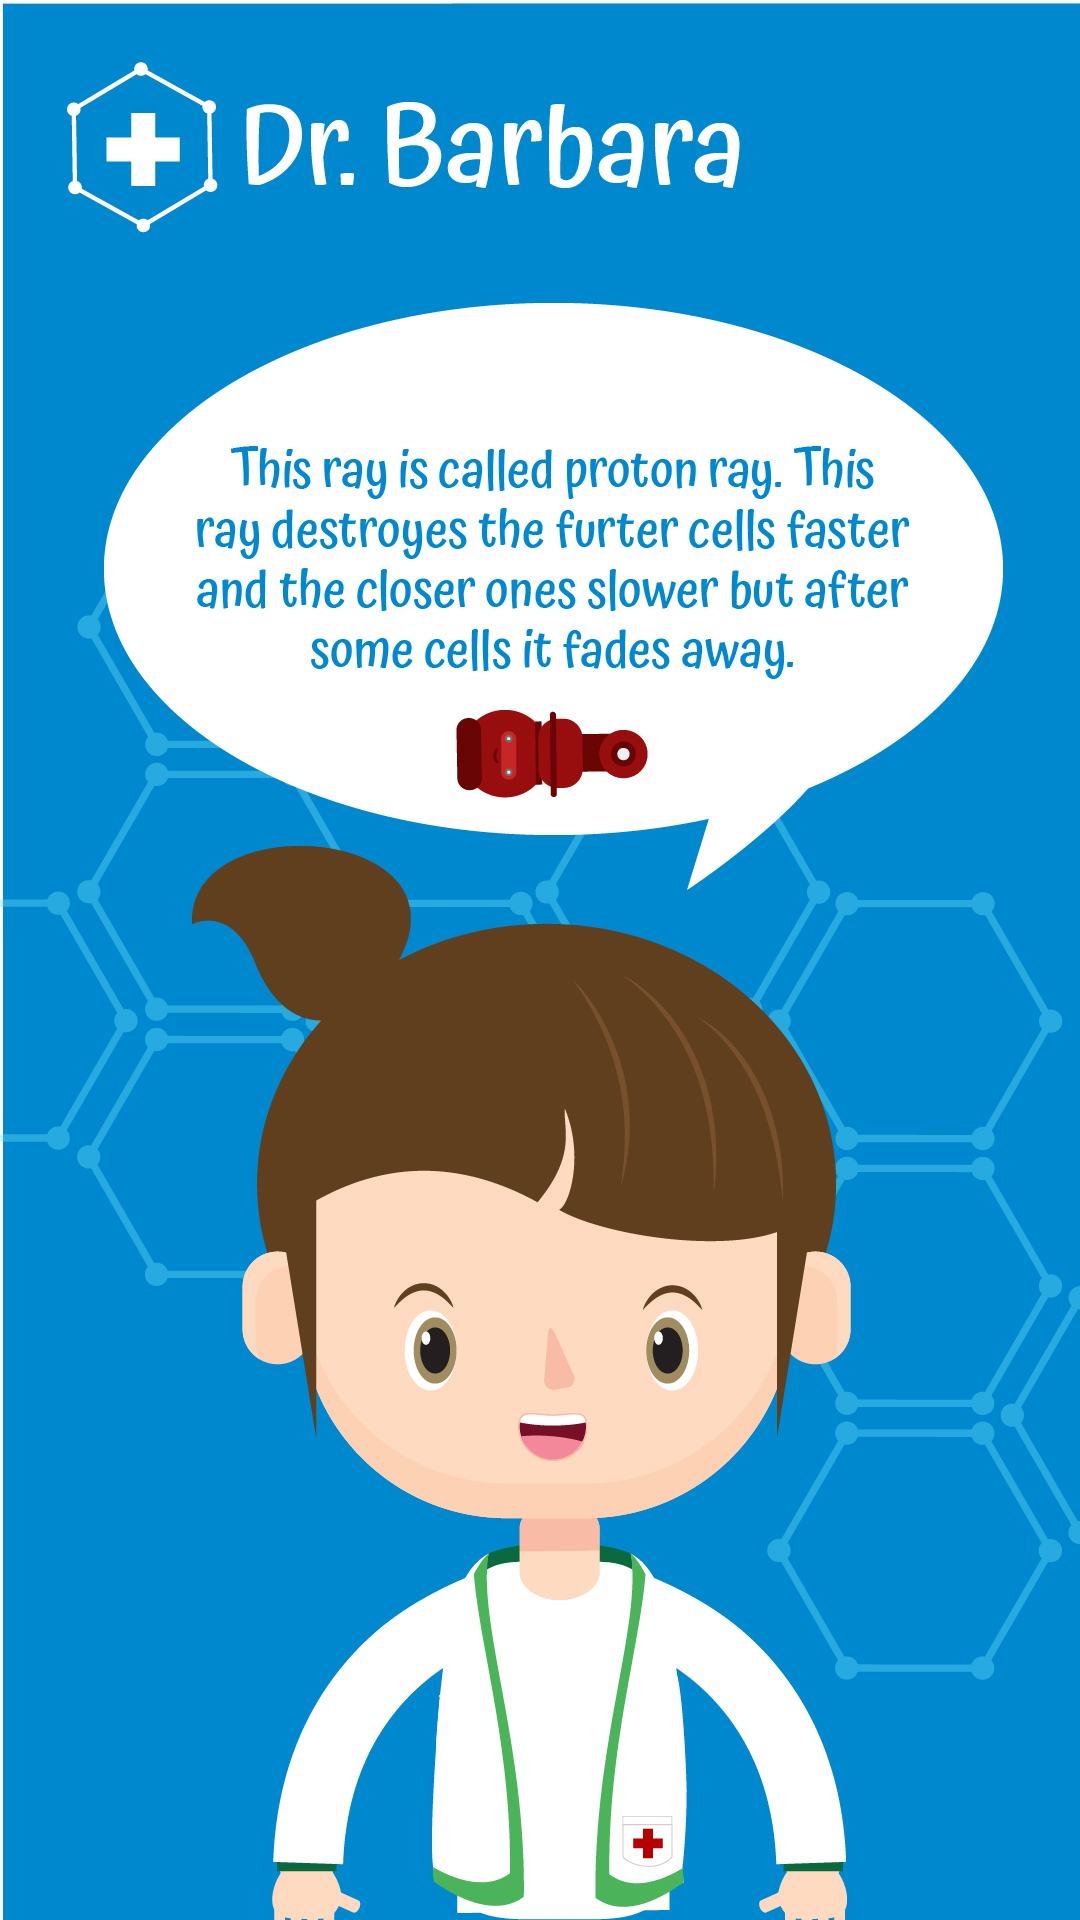 Dr. Barbara
This ray is called proton ray. This
ray destroyes the furter cells faster
and the closer ones slower but after
some cells it fades away.